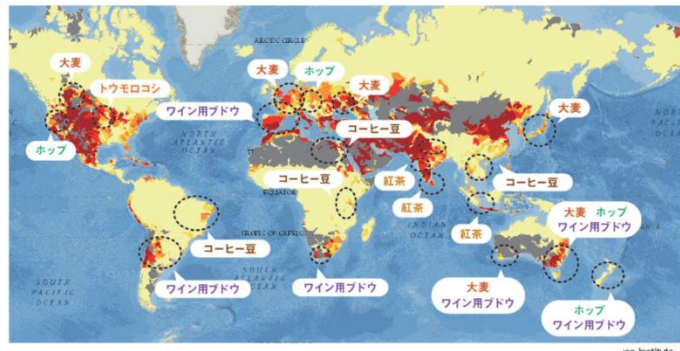 ARCTIC CIRCLE
大麦
トウモロコシ
ホップ
大麦
ホップ
大麦
ワイン用ブドウ
コーヒー豆
大麦
NORTH
ATLANTIC
OCEAN
コーヒー豆
紅茶
紅茶
コーヒー豆
紅茶
EQUATOR
コーヒー豆
INDIAN
OCEAN
大麦 ホップ
ワイン用ブドウ
SOUTH
PACIFIC
OCEAN
ワイン用ブドウ
SOUTH
ATLANTIC
OCEAN
ワイン用ブドウ
大麦
ワイン用ブドウ
ホップ
ワイン用ブドウ
Institute